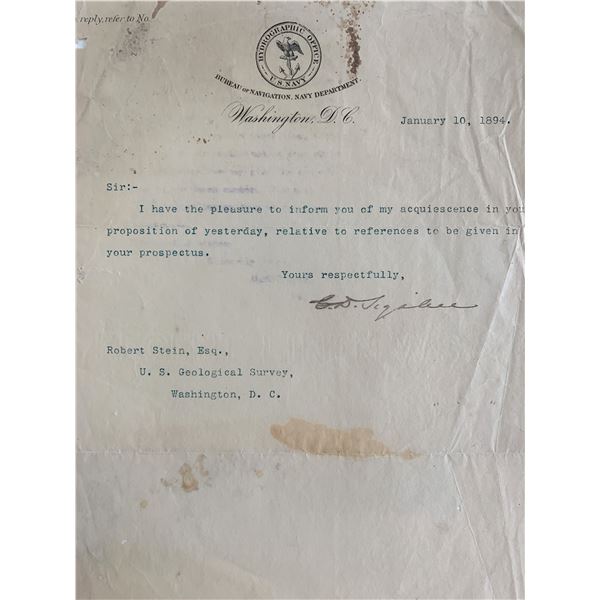 reply, refer to No.
HYDROGRAPHIC OFFICE
U.S. NAVY
BUREAU OF NAVIGATION, NAVY DEPARTMENT.
Washington, D. C.
January 10, 1894.
Sir:-
I have the pleasure to inform you of my acquiescence in you
proposition of yesterday, relative to references to be given in
your prospectus.
Yours respectfully,
C. D. Sigsbee
Robert Stein, Esq.,
U. S. Geological Survey,
Washington, D. C.